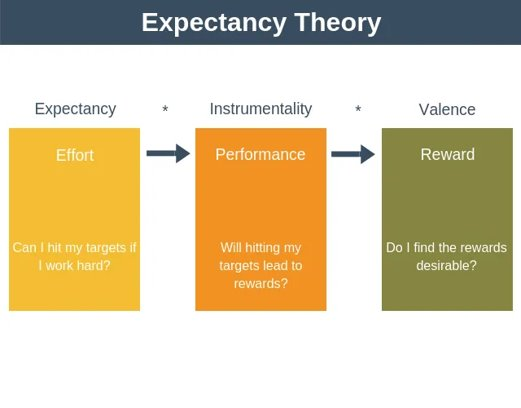 Expectancy Theory
Expectancy * Instrumentality * Valence
Effort
Performance
Reward
Can I hit my targets if
I work hard?
Will hitting my
targets lead to
rewards?
Do I find the rewards
desirable?